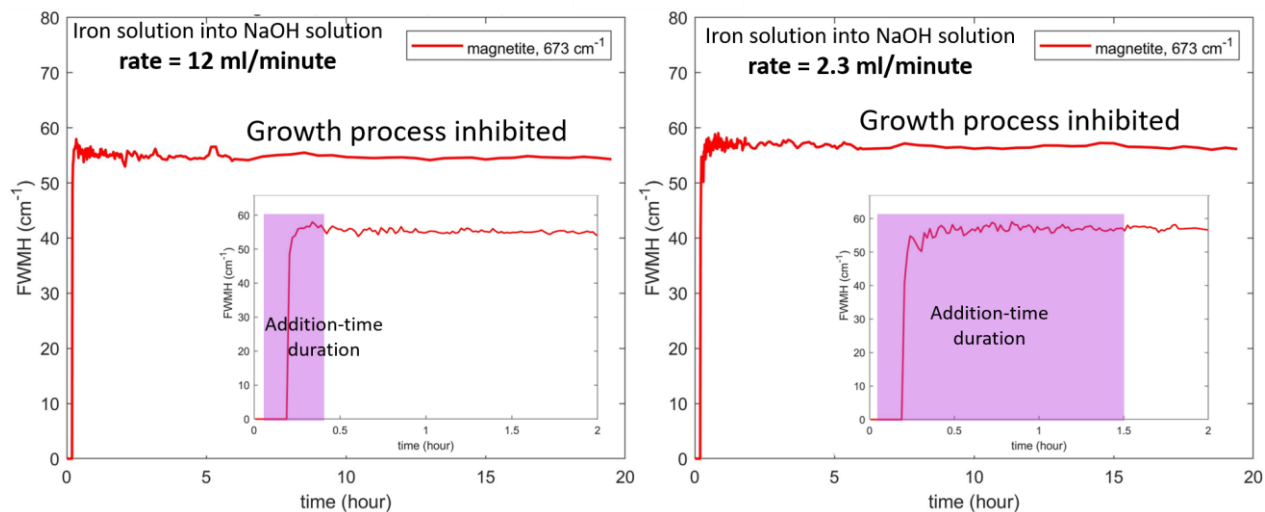 Iron solution into NaOH solution
rate = 12 ml/minute
magnetite, 673 cm⁻¹
Growth process inhibited
80
70
60
50
40
30
20
10
0
FWMH (cm⁻¹)
0 5 10 15 20
time (hour)
60
50
40
30
20
10
0
FWMH (cm⁻¹)
Addition-time
duration
0 0.5 1 1.5 2
time (hour)
Iron solution into NaOH solution
rate = 2.3 ml/minute
magnetite, 673 cm⁻¹
Growth process inhibited
80
70
60
50
40
30
20
10
0
FWMH (cm⁻¹)
0 5 10 15 20
time (hour)
60
50
40
30
20
10
0
FWMH (cm⁻¹)
Addition-time
duration
0 0.5 1 1.5 2
time (hour)